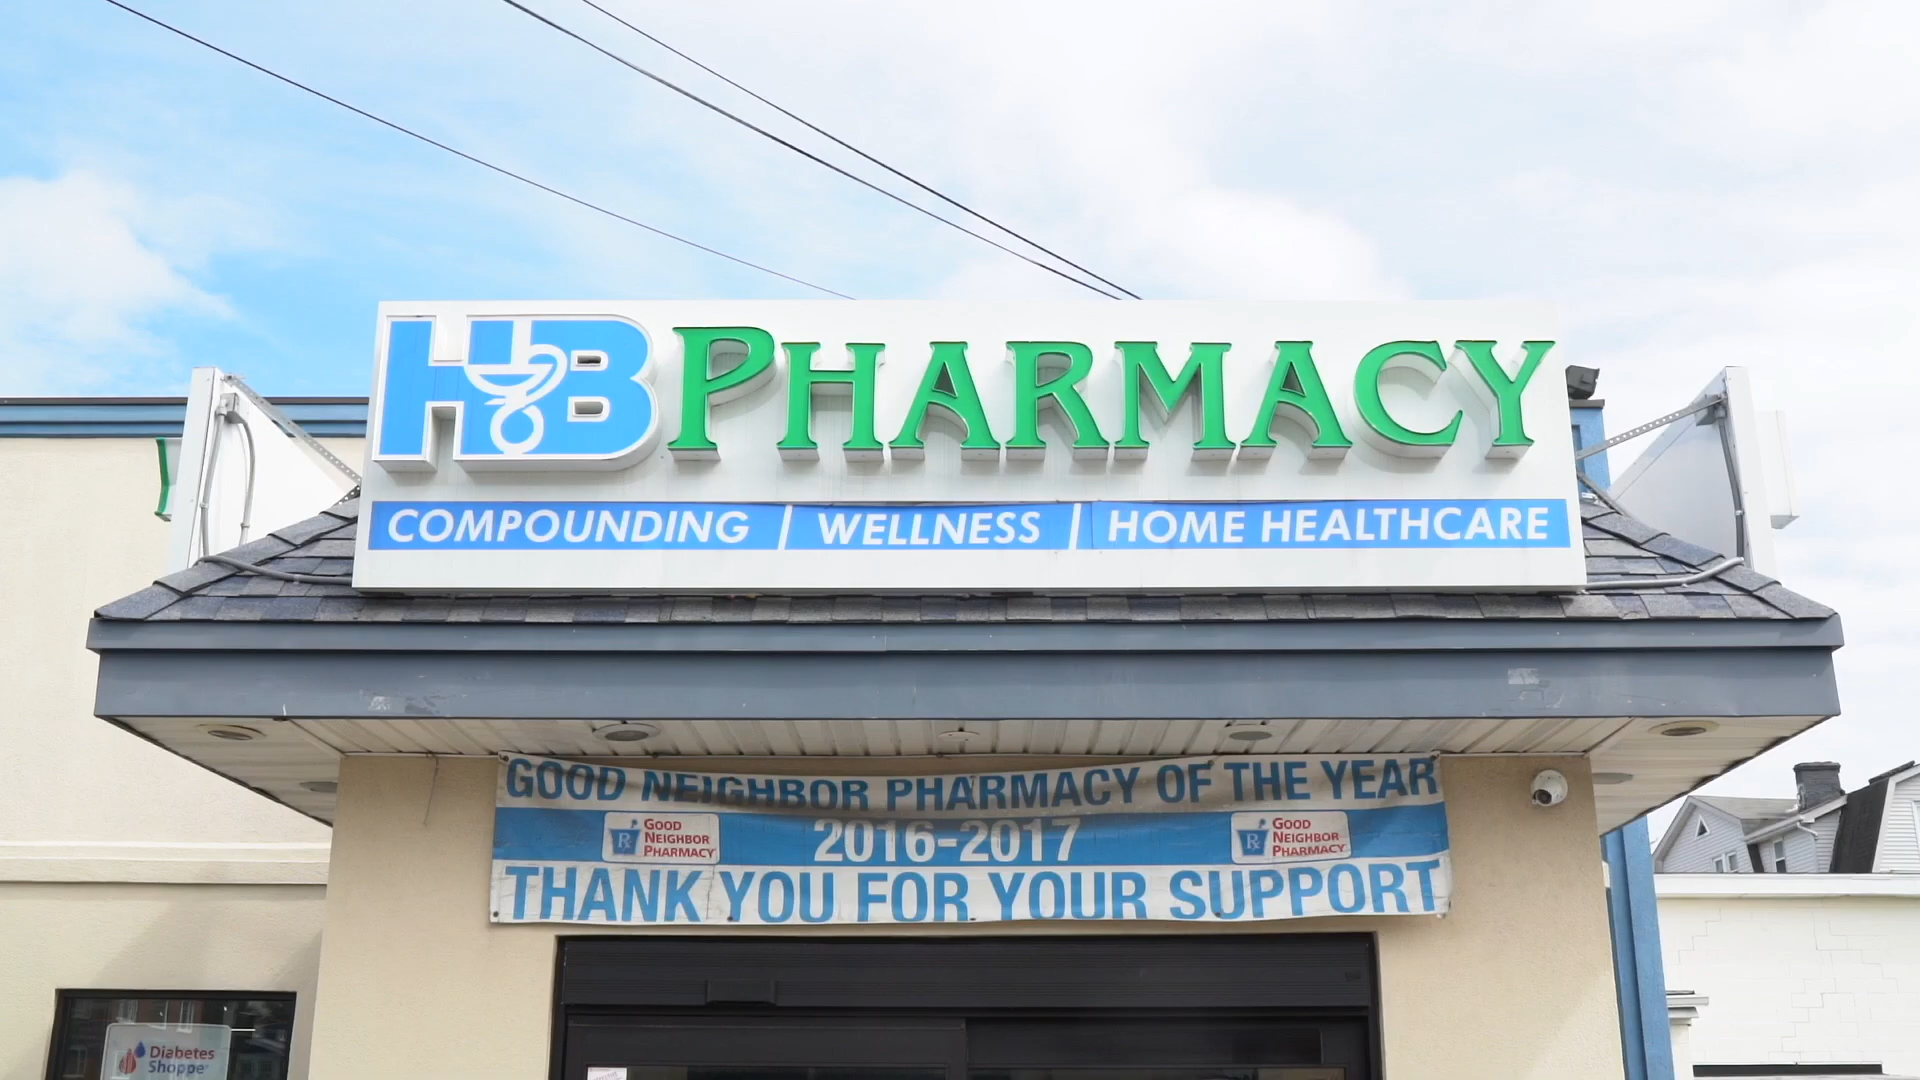 HB PHARMACY
COMPOUNDING | WELLNESS | HOME HEALTHCARE
GOOD NEIGHBOR PHARMACY OF THE YEAR
GOOD
NEIGHBOR
PHARMACY
2016-2017
GOOD
NEIGHBOR
PHARMACY
THANK YOU FOR YOUR SUPPORT
Diabetes
Shoppe